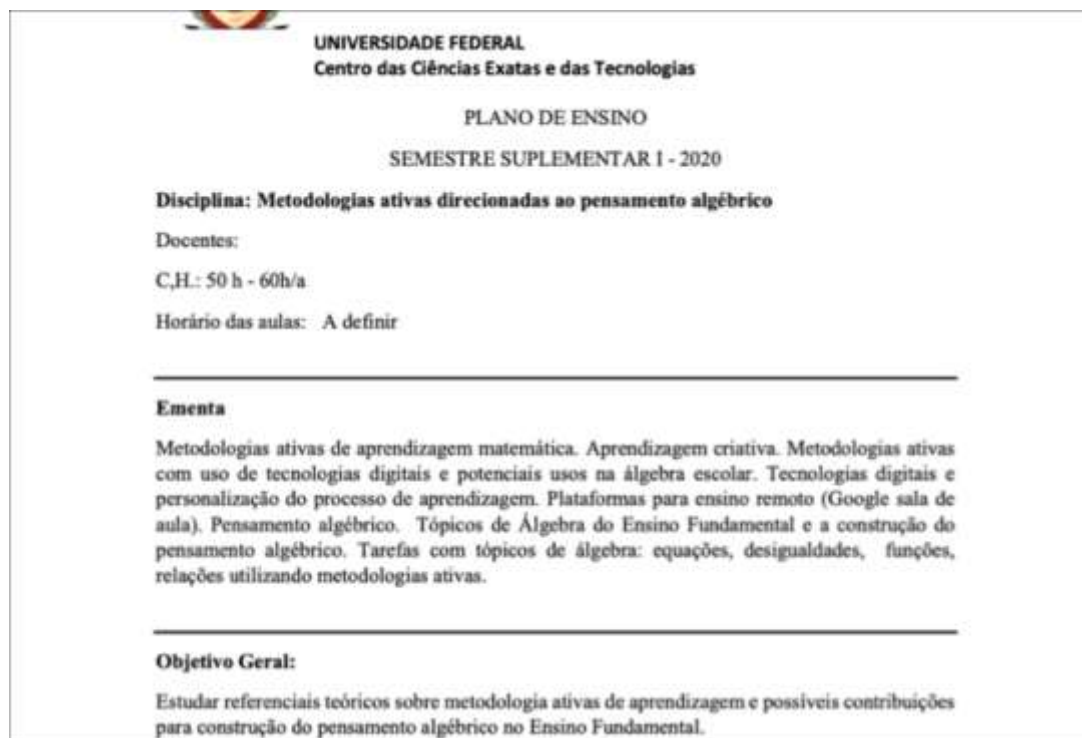 UNIVERSIDADE FEDERAL
Centro das Ciências Exatas e das Tecnologias
PLANO DE ENSINO
SEMESTRE SUPLEMENTAR I - 2020
Disciplina: Metodologias ativas direcionadas ao pensamento algébrico
Docentes:
C,H.: 50 h - 60h/a
Horário das aulas: A definir
Ementa
Metodologias ativas de aprendizagem matemática. Aprendizagem criativa. Metodologias ativas
com uso de tecnologias digitais e potenciais usos na álgebra escolar. Tecnologias digitais e
personalização do processo de aprendizagem. Plataformas para ensino remoto (Google sala de
aula). Pensamento algébrico. Tópicos de Álgebra do Ensino Fundamental e a construção do
pensamento algébrico. Tarefas com tópicos de álgebra: equações, desigualdades, funções,
relações utilizando metodologias ativas.
Objetivo Geral:
Estudar referenciais teóricos sobre metodologia ativas de aprendizagem e possíveis contribuições
para construção do pensamento algébrico no Ensino Fundamental.